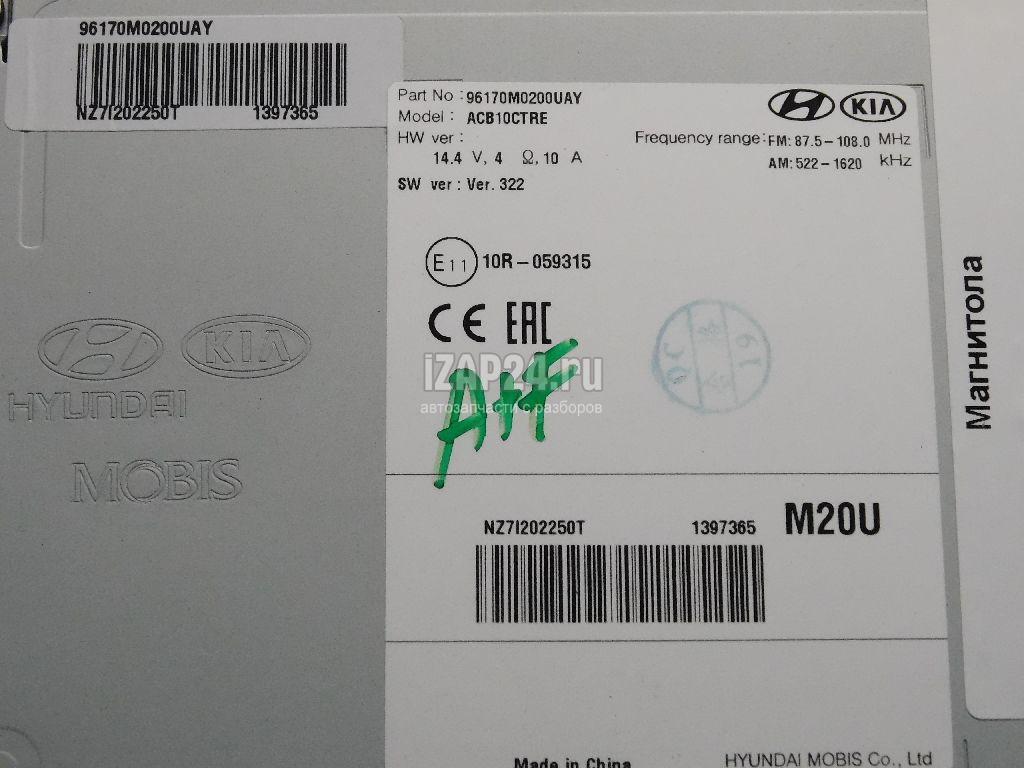 96170M0200UAY
NZ7I202250T 1397365
Part No : 96170M0200UAY
Model : ACB10CTRE
HW ver :
14.4 V, 4 Ω, 10 A
SW ver : Ver. 322
KIA
Frequency range: FM: 87.5-108.0 MHz
AM: 522-1620 kHz
E11 10R-059315
CE EAC
iZAP24.ru
автозапчасти с разборов
QC
19
HYUNDAI
KIA
MOBIS
Магнитола
NZ7I202250T 1397365 M20U
Made in China
HYUNDAI MOBIS Co., Ltd